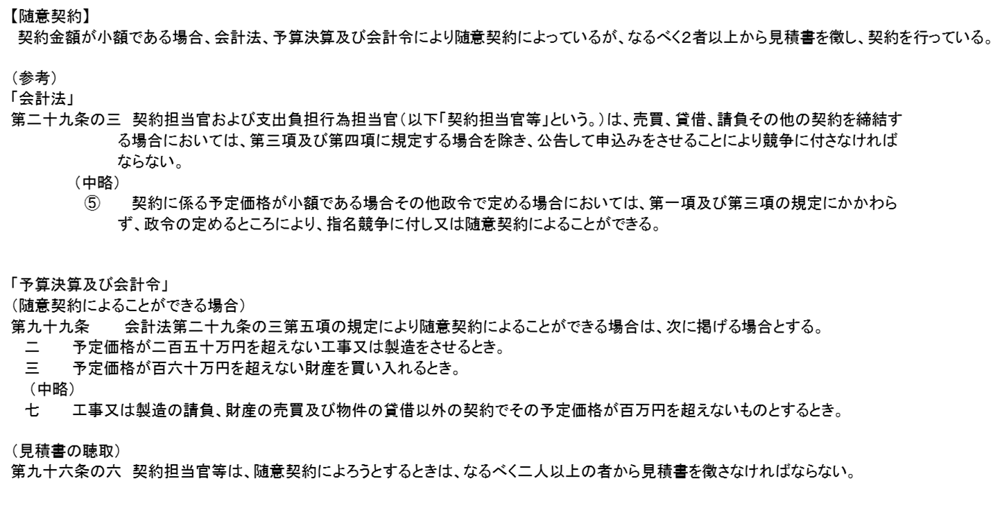 【随意契約】
契約金額が小額である場合、会計法、予算決算及び会計令により随意契約によっているが、なるべく2者以上から見積書を徴し、契約を行っている。
（参考）
「会計法」
第二十九条の三　契約担当官および支出負担行為担当官（以下「契約担当官等」という。）は、売買、貸借、請負その他の契約を締結す
る場合においては、第三項及び第四項に規定する場合を除き、公告して申込みをさせることにより競争に付さなければ
ならない。
（中略）
⑤　契約に係る予定価格が小額である場合その他政令で定める場合においては、第一項及び第三項の規定にかかわら
ず、政令の定めるところにより、指名競争に付し又は随意契約によることができる。
「予算決算及び会計令」
（随意契約によることができる場合）
第九十九条　会計法第二十九条の三第五項の規定により随意契約によることができる場合は、次に掲げる場合とする。
二　予定価格が二百五十万円を超えない工事又は製造をさせるとき。
三　予定価格が百六十万円を超えない財産を買い入れるとき。
（中略）
七　工事又は製造の請負、財産の売買及び物件の貸借以外の契約でその予定価格が百万円を超えないものとするとき。
（見積書の聴取）
第九十六条の六　契約担当官等は、随意契約によろうとするときは、なるべく二人以上の者から見積書を徴さなければならない。